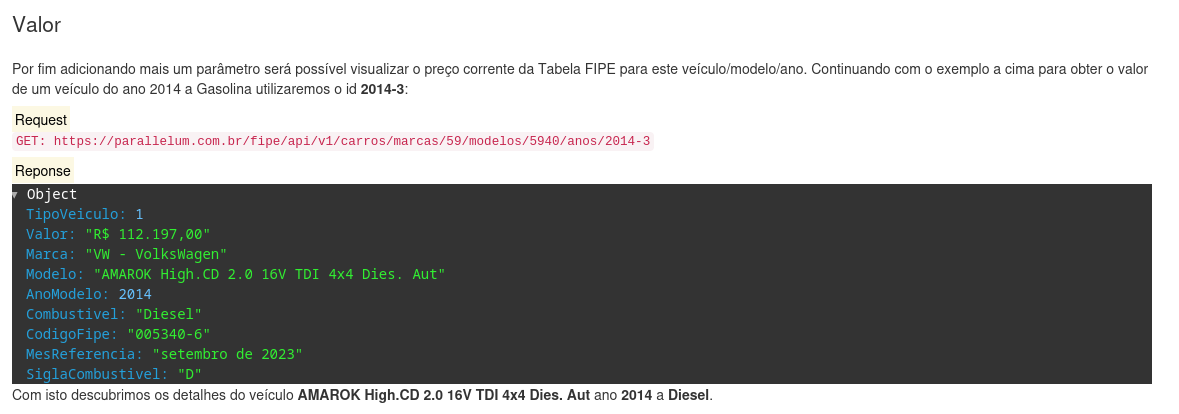 Valor
Por fim adicionando mais um parâmetro será possível visualizar o preço corrente da Tabela FIPE para este veículo/modelo/ano. Continuando com o exemplo a cima para obter o valor
de um veículo do ano 2014 a Gasolina utilizaremos o id 2014-3:
Request
GET: https://parallelum.com.br/fipe/api/v1/carros/marcas/59/modelos/5940/anos/2014-3
Reponse
▼ Object
TipoVeiculo: 1
Valor: "R$ 112.197,00"
Marca: "VW - VolksWagen"
Modelo: "AMAROK High.CD 2.0 16V TDI 4x4 Dies. Aut"
AnoModelo: 2014
Combustivel: "Diesel"
CodigoFipe: "005340-6"
MesReferencia: "setembro de 2023"
SiglaCombustivel: "D"
Com isto descubrimos os detalhes do veículo AMAROK High.CD 2.0 16V TDI 4x4 Dies. Aut ano 2014 a Diesel.